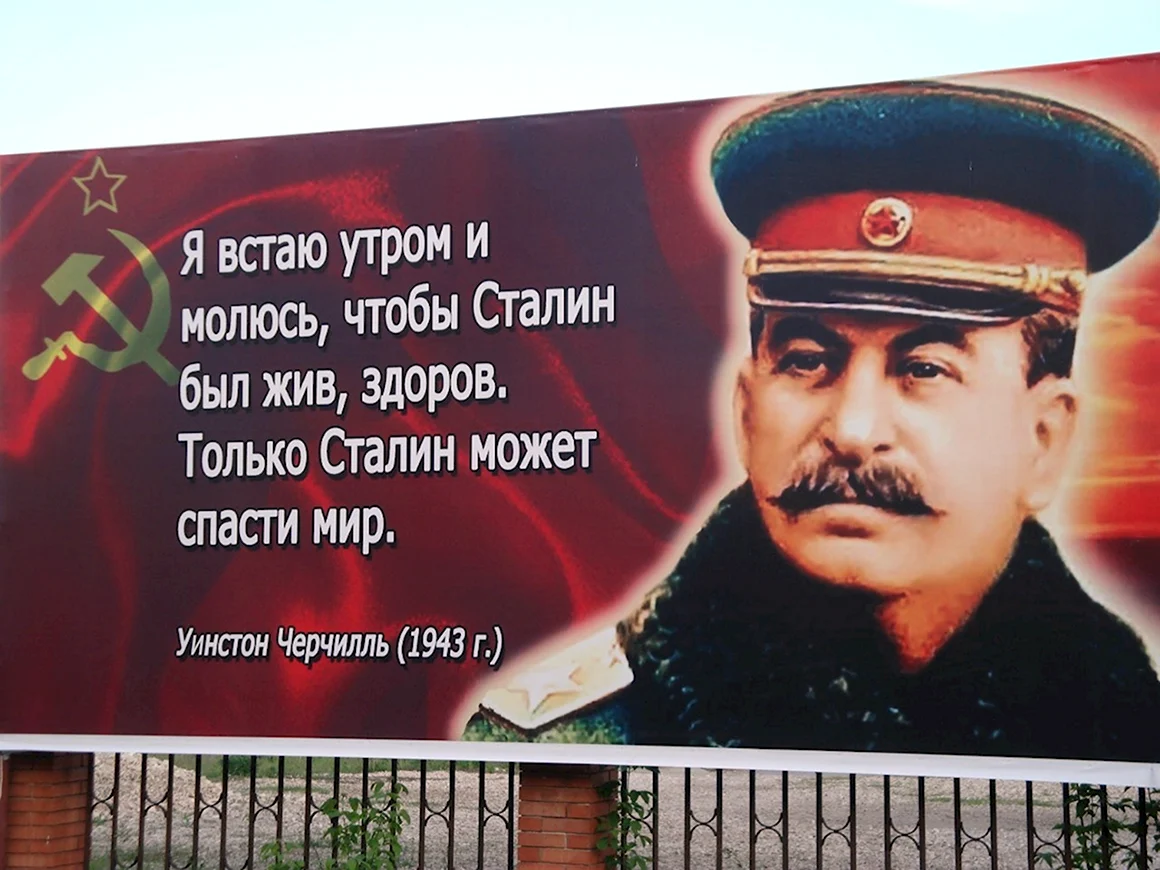 Я встаю утром и
молюсь, чтобы Сталин
был жив, здоров.
Только Сталин может
спасти мир.
Уинстон Черчилль (1943 г.)